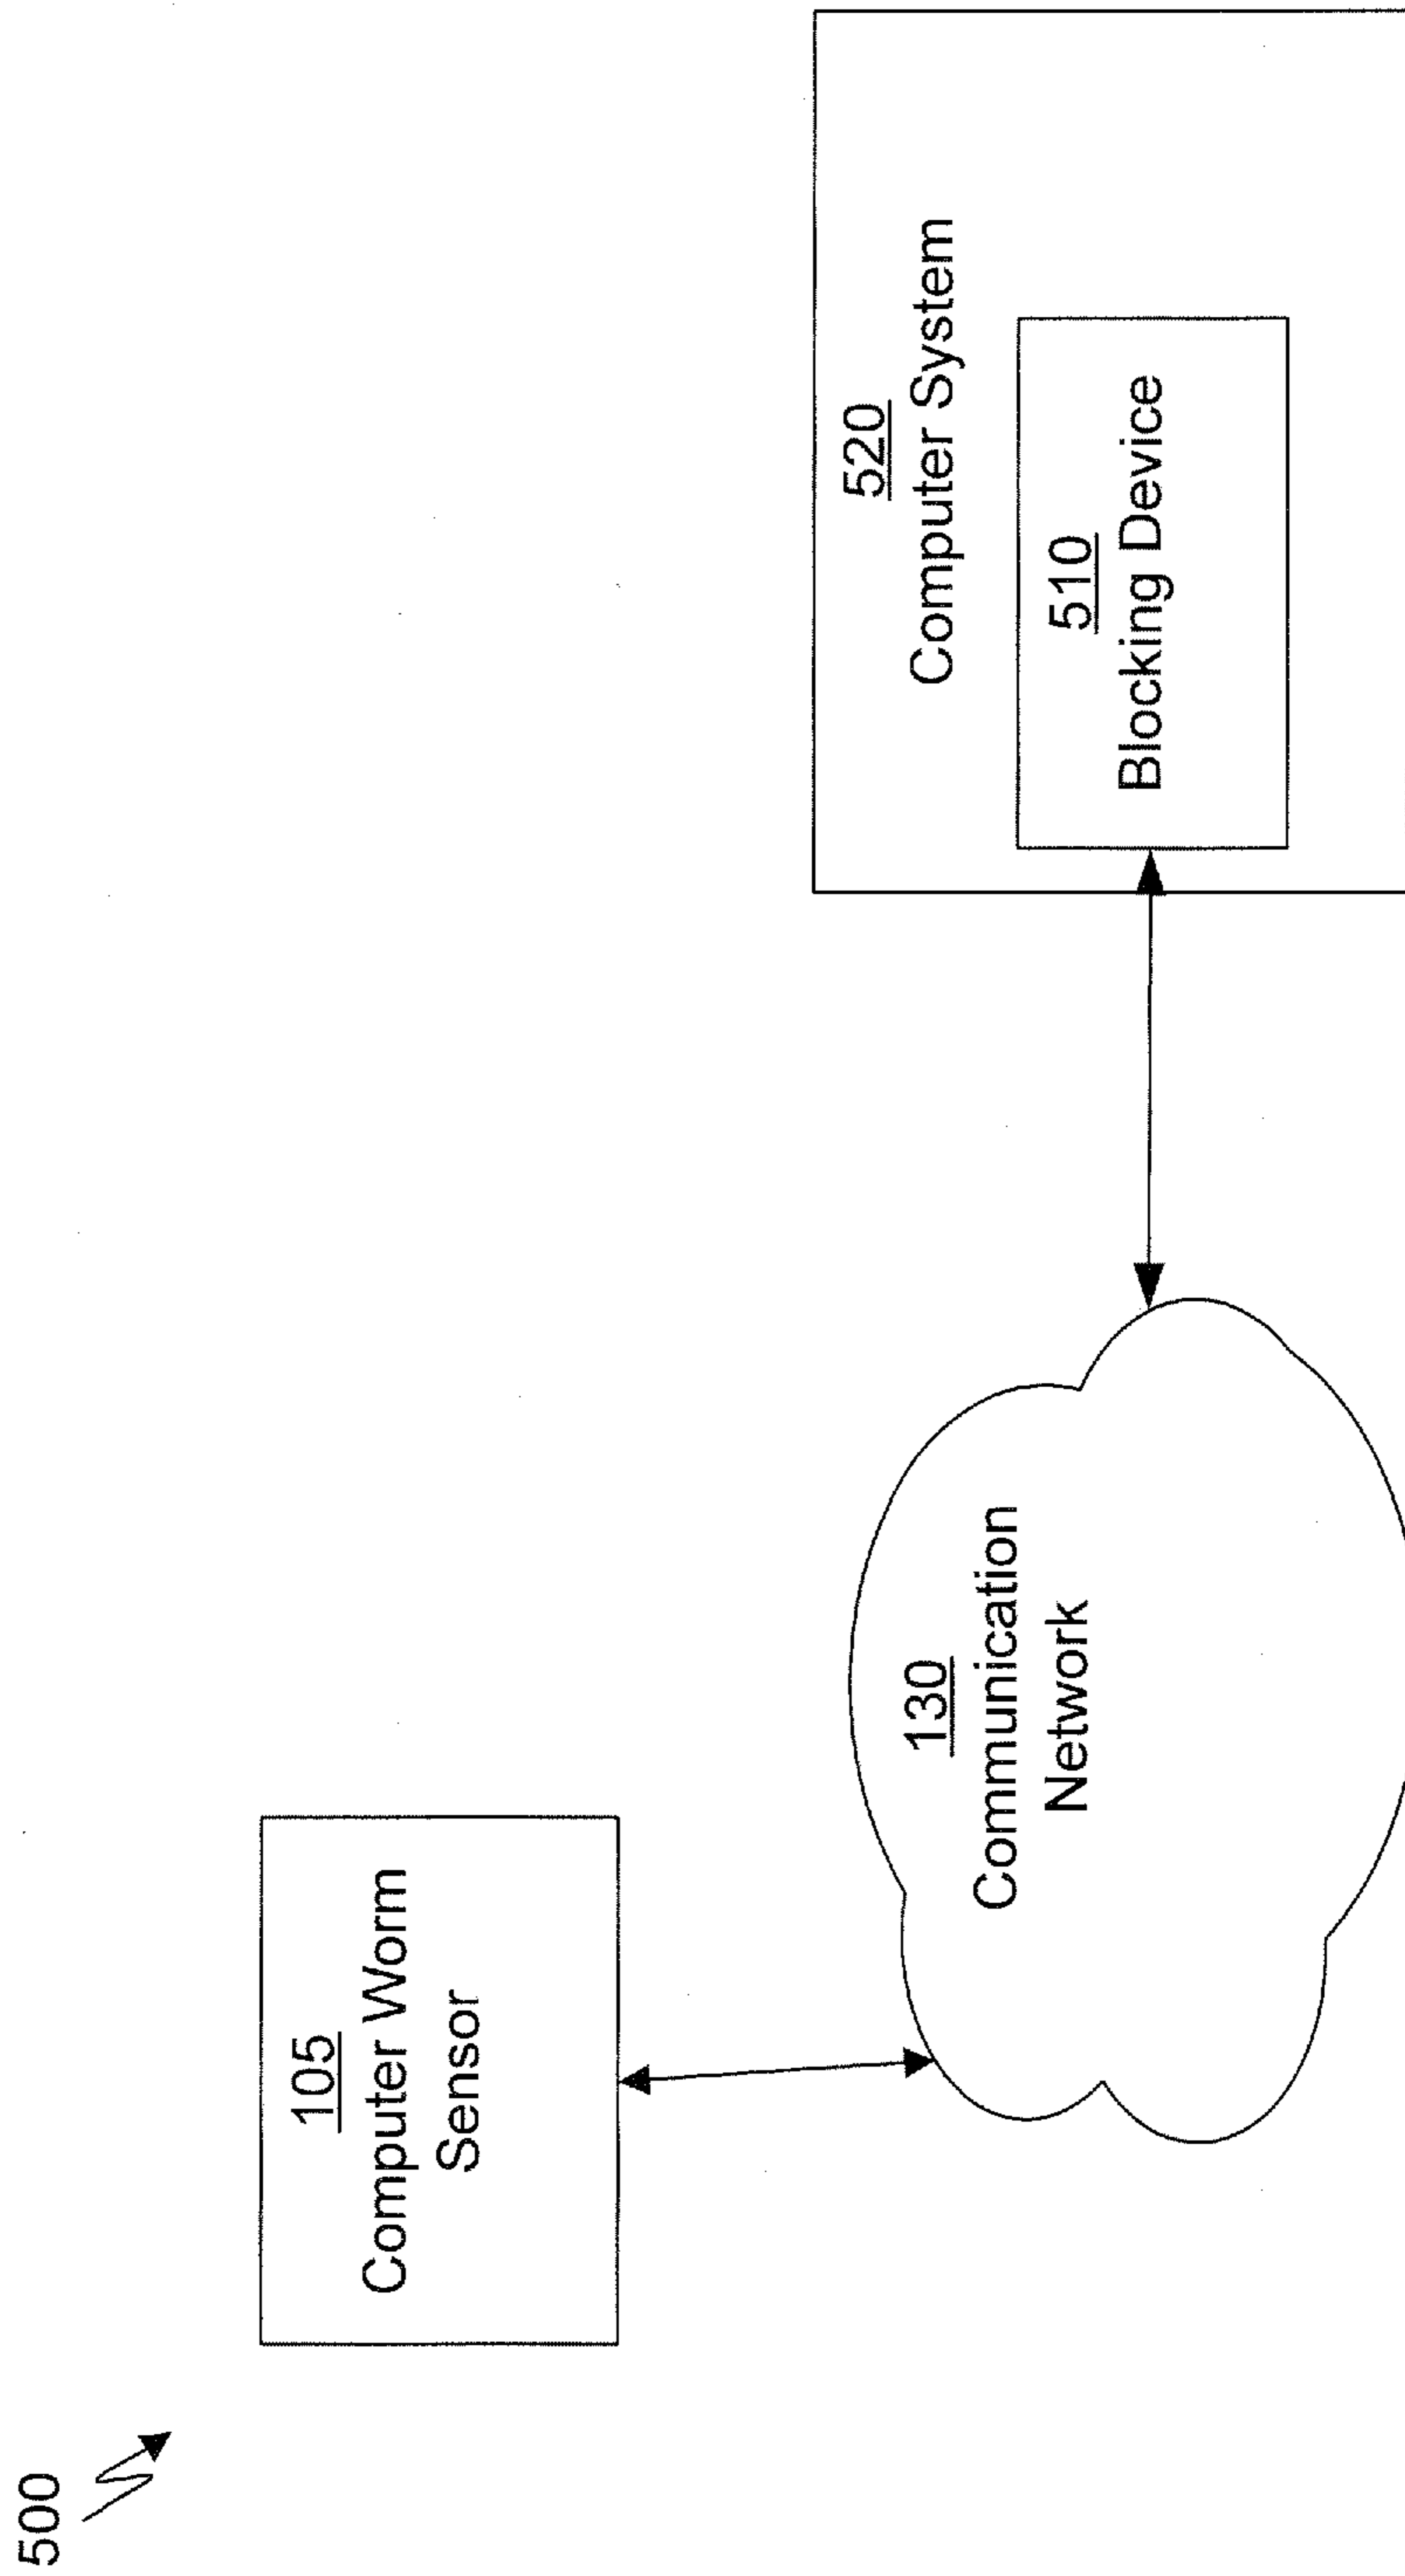 500
105
Computer Worm
Sensor
130
Communication
Network
520
Computer System
510
Blocking Device